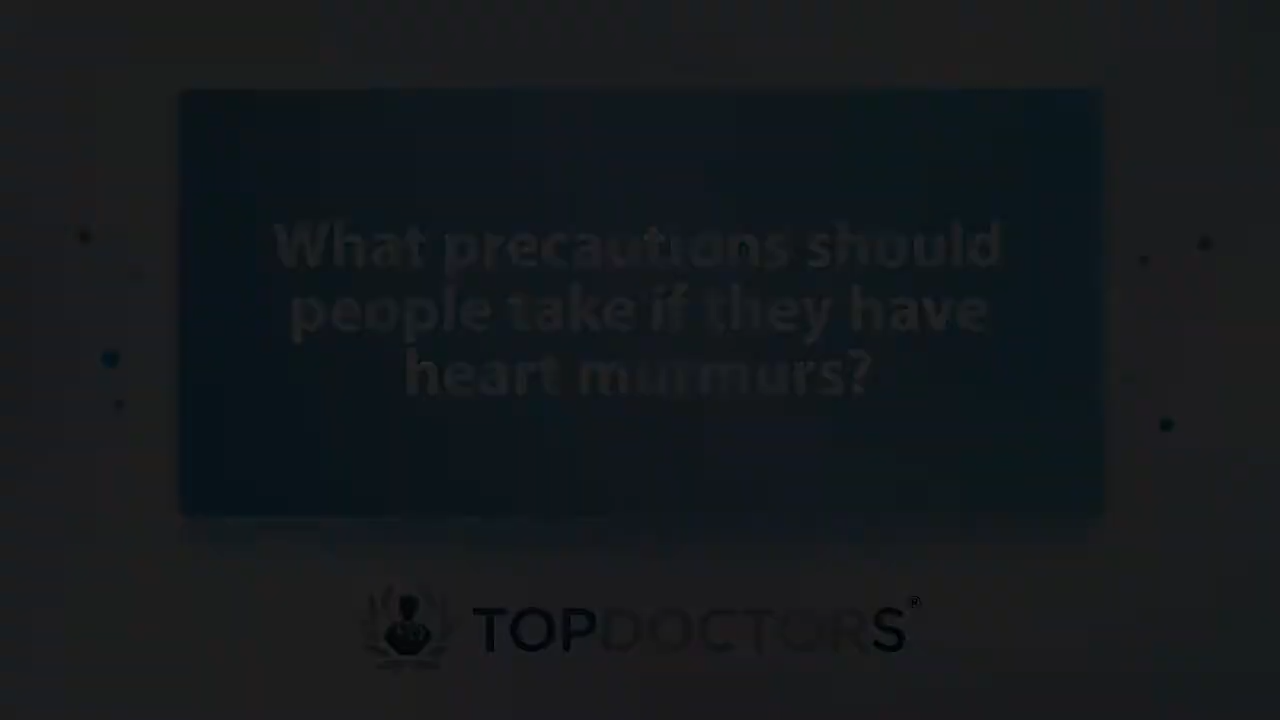 What precautions should
people take if they have
heart murmurs?
TOPDOCTORS®